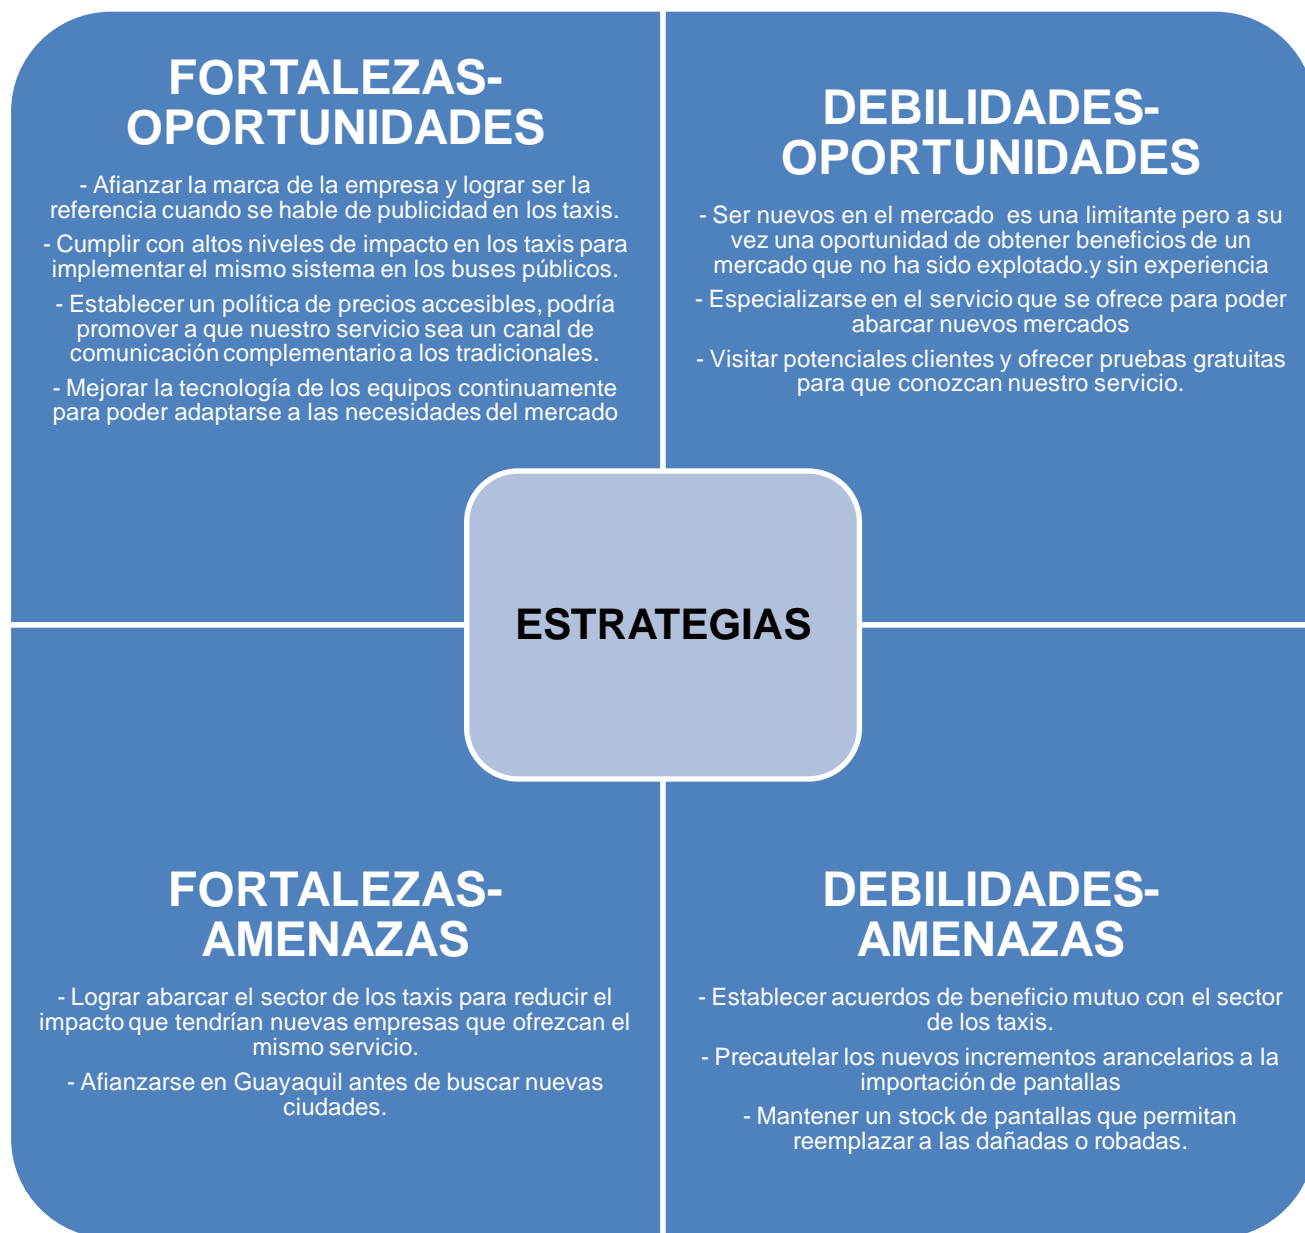 FORTALEZAS-
OPORTUNIDADES
- Afianzar la marca de la empresa y lograr ser la
referencia cuando se hable de publicidad en los taxis.
- Cumplir con altos niveles de impacto en los taxis para
implementar el mismo sistema en los buses públicos.
- Establecer un política de precios accesibles, podría
promover a que nuestro servicio sea un canal de
comunicación complementario a los tradicionales.
- Mejorar la tecnología de los equipos continuamente
para poder adaptarse a las necesidades del mercado
DEBILIDADES-
OPORTUNIDADES
- Ser nuevos en el mercado  es una limitante pero a su
vez una oportunidad de obtener beneficios de un
mercado que no ha sido explotado.y sin experiencia
- Especializarse en el servicio que se ofrece para poder
abarcar nuevos mercados
- Visitar potenciales clientes y ofrecer pruebas gratuitas
para que conozcan nuestro servicio.
ESTRATEGIAS
FORTALEZAS-
AMENAZAS
- Lograr abarcar el sector de los taxis para reducir el
impacto que tendrían nuevas empresas que ofrezcan el
mismo servicio.
- Afianzarse en Guayaquil antes de buscar nuevas
ciudades.
DEBILIDADES-
AMENAZAS
- Establecer acuerdos de beneficio mutuo con el sector
de los taxis.
- Precautelar los nuevos incrementos arancelarios a la
importación de pantallas
- Mantener un stock de pantallas que permitan
reemplazar a las dañadas o robadas.